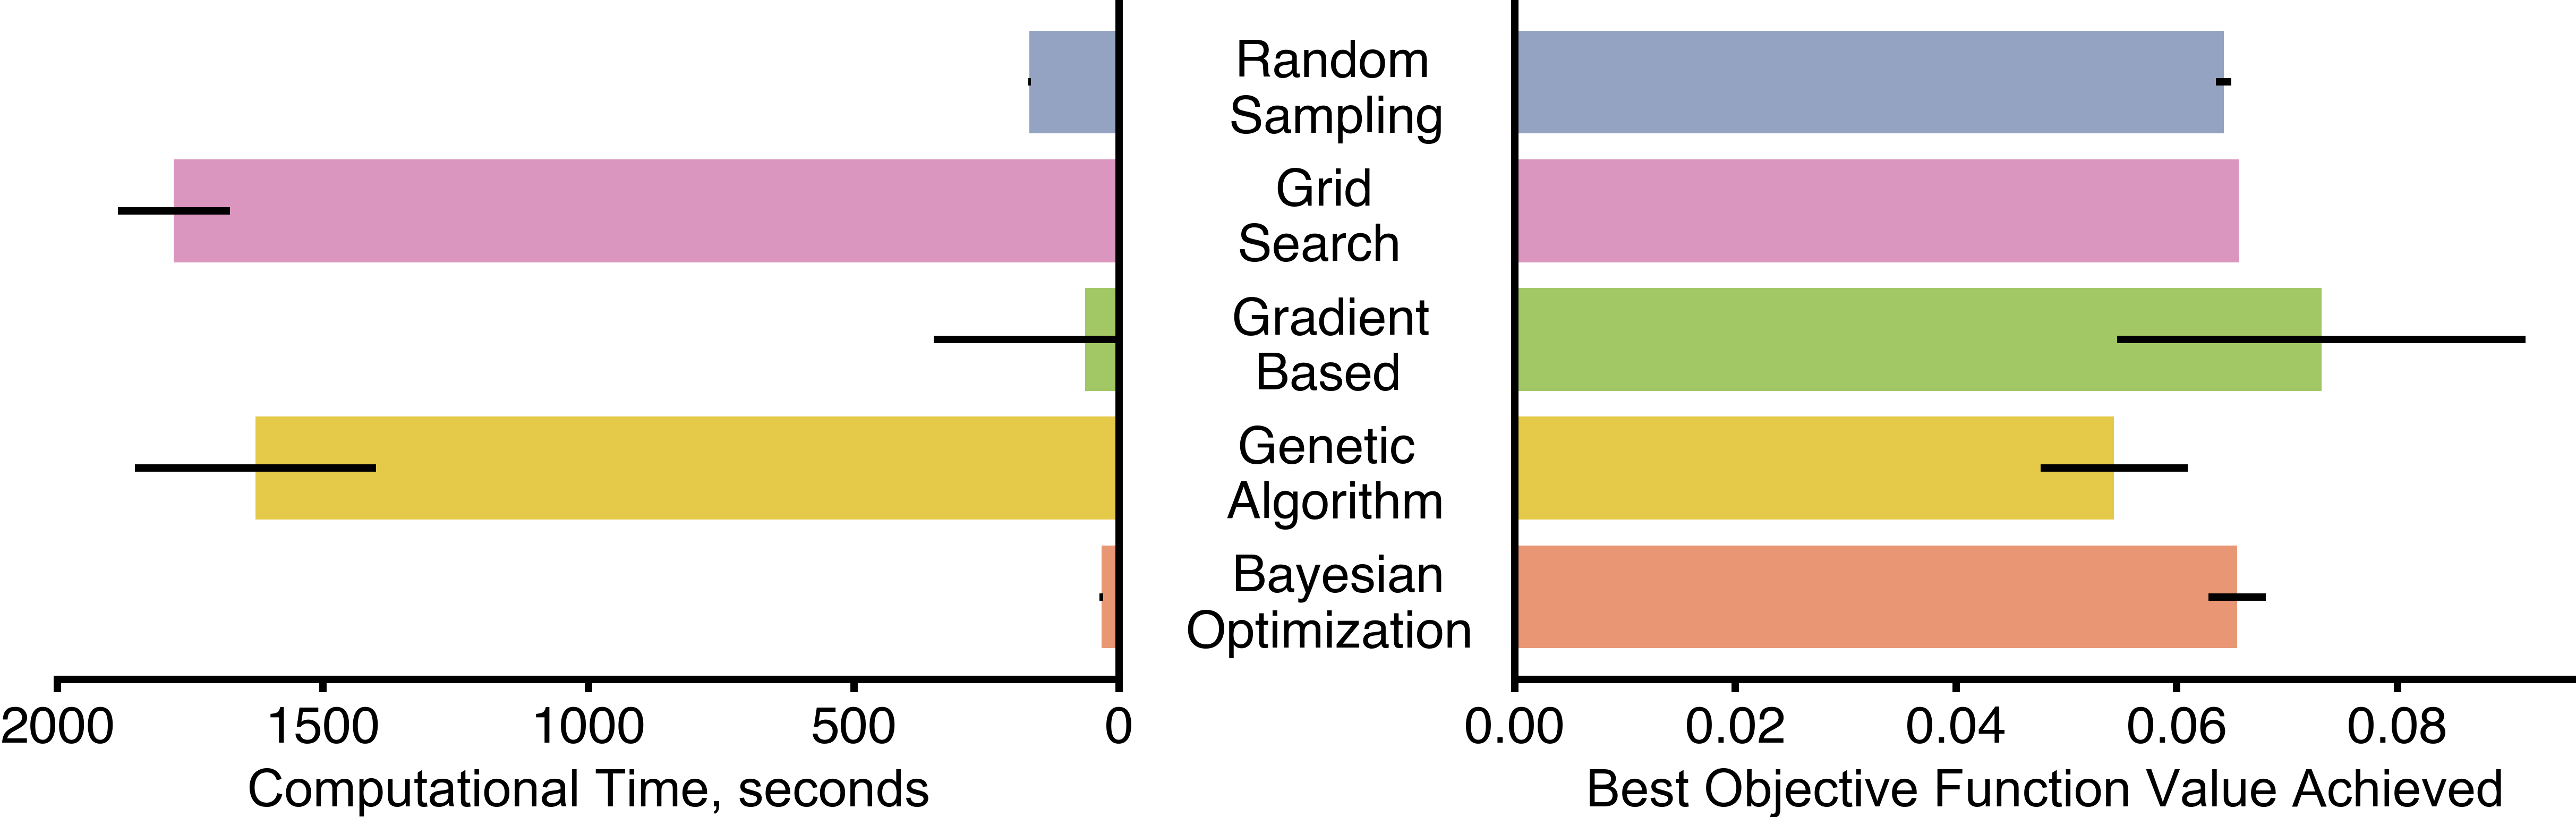 Random
Sampling
Grid
Search
Gradient
Based
Genetic
Algorithm
Bayesian
Optimization
2000 1500 1000 500 0
Computational Time, seconds
0.00 0.02 0.04 0.06 0.08
Best Objective Function Value Achieved